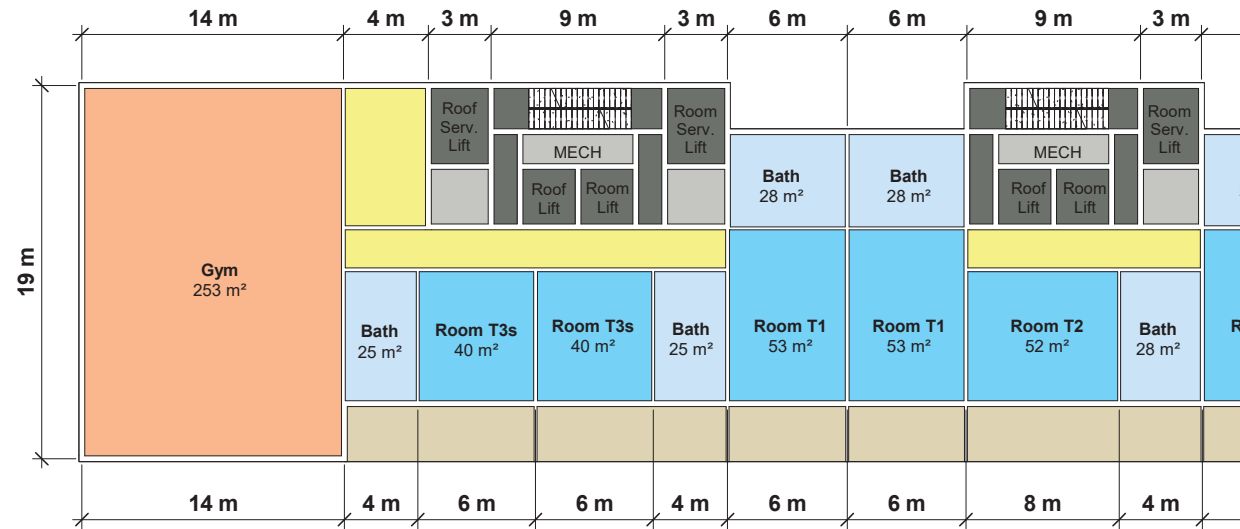 14 m
4 m
3 m
9 m
3 m
6 m
6 m
9 m
3 m
19 m
Roof
Serv.
Lift
MECH
Roof
Lift
Room
Lift
Room
Serv.
Lift
Bath
28 m²
Bath
28 m²
MECH
Roof
Lift
Room
Lift
Room
Serv.
Lift
Gym
253 m²
Bath
25 m²
Room T3s
40 m²
Room T3s
40 m²
Bath
25 m²
Room T1
53 m²
Room T1
53 m²
Room T2
52 m²
Bath
28 m²
14 m
4 m
6 m
6 m
4 m
6 m
6 m
8 m
4 m